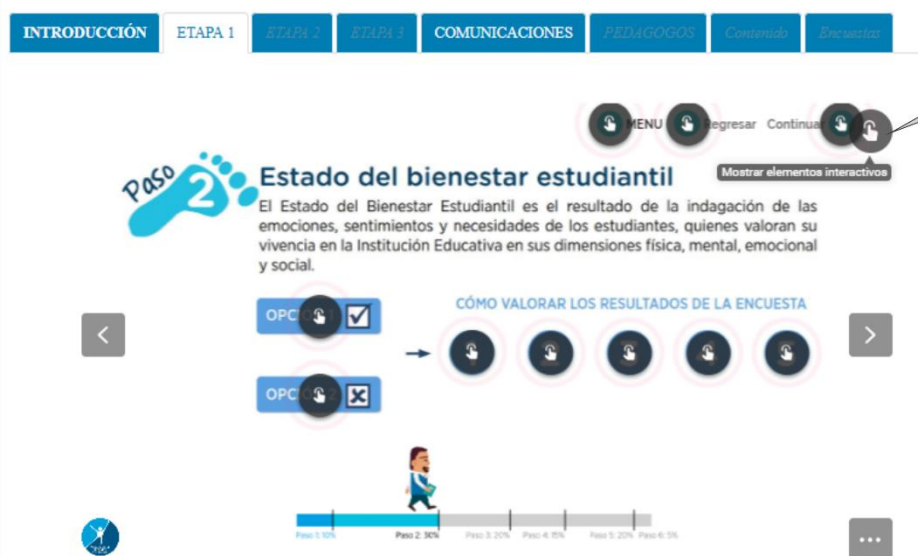 INTRODUCCIÓN ETAPA 1 ETAPA 2 ETAPA 3 COMUNICACIONES PEDAGOGOS Contenido Encuestas
MENU Regresar Continuar
Mostrar elementos interactivos
Paso 2
Estado del bienestar estudiantil
El Estado del Bienestar Estudiantil es el resultado de la indagación de las
emociones, sentimientos y necesidades de los estudiantes, quienes valoran su
vivencia en la Institución Educativa en sus dimensiones física, mental, emocional
y social.
CÓMO VALORAR LOS RESULTADOS DE LA ENCUESTA
Paso 1: 10% Paso 2: 30% Paso 3: 20% Paso 4: 15% Paso 5: 20% Paso 6: 5%